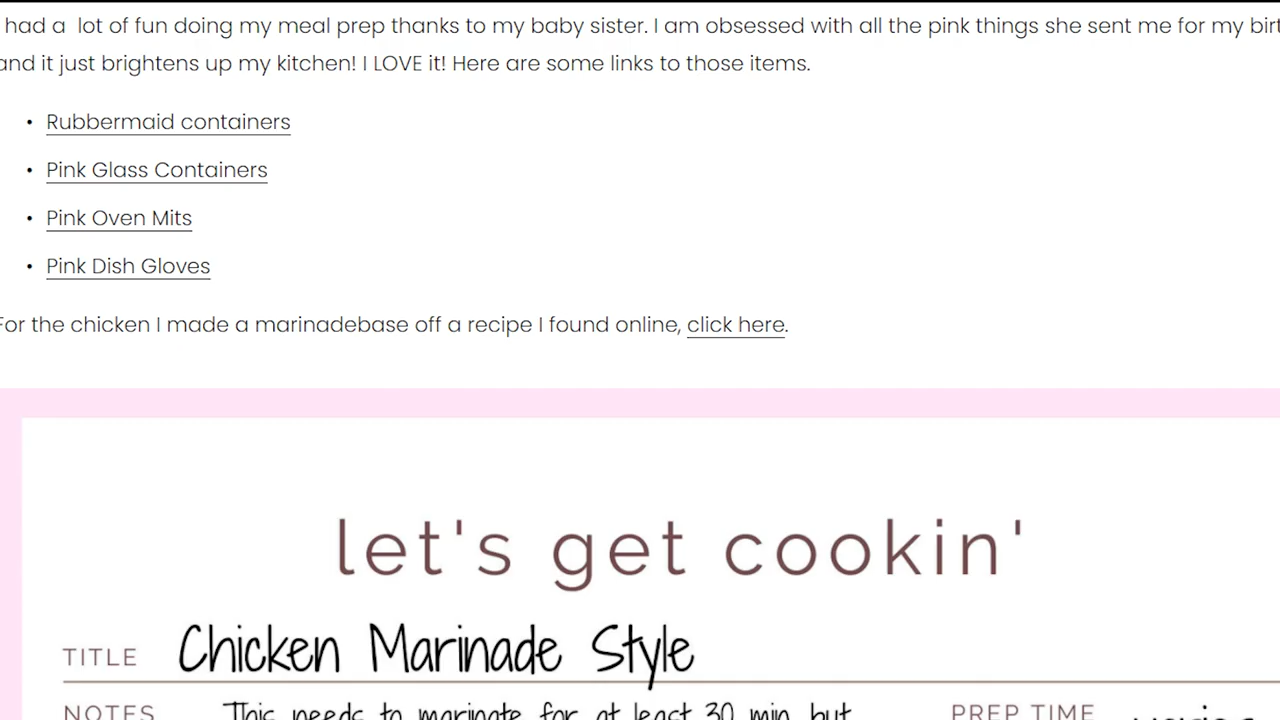 had a lot of fun doing my meal prep thanks to my baby sister. I am obsessed with all the pink things she sent me for my
and it just brightens up my kitchen! I LOVE it! Here are some links to those items.
• Rubbermaid containers
• Pink Glass Containers
• Pink Oven Mits
• Pink Dish Gloves
For the chicken I made a marinadebase off a recipe I found online, click here.
let's get cookin'
TITLE Chicken Marinade Style
NOTES This needs to marinate for at least 30 min, but
PREP TIME